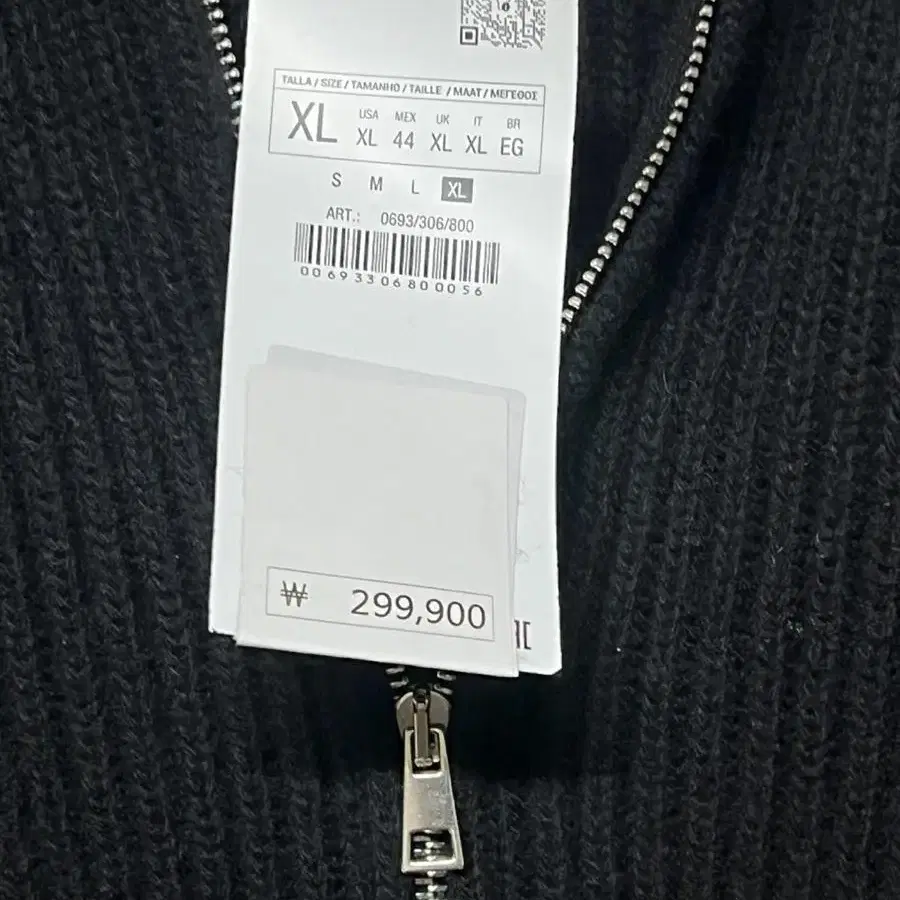 TALLA / SIZE / TAMANHO / TAILLE / MAAT / ΜΕΓΕΘΟΣ
XL USA XL MEX 44 UK XL IT XL BR EG
S M L XL
ART.: 0693/306/800
00693306800056
₩ 299,900